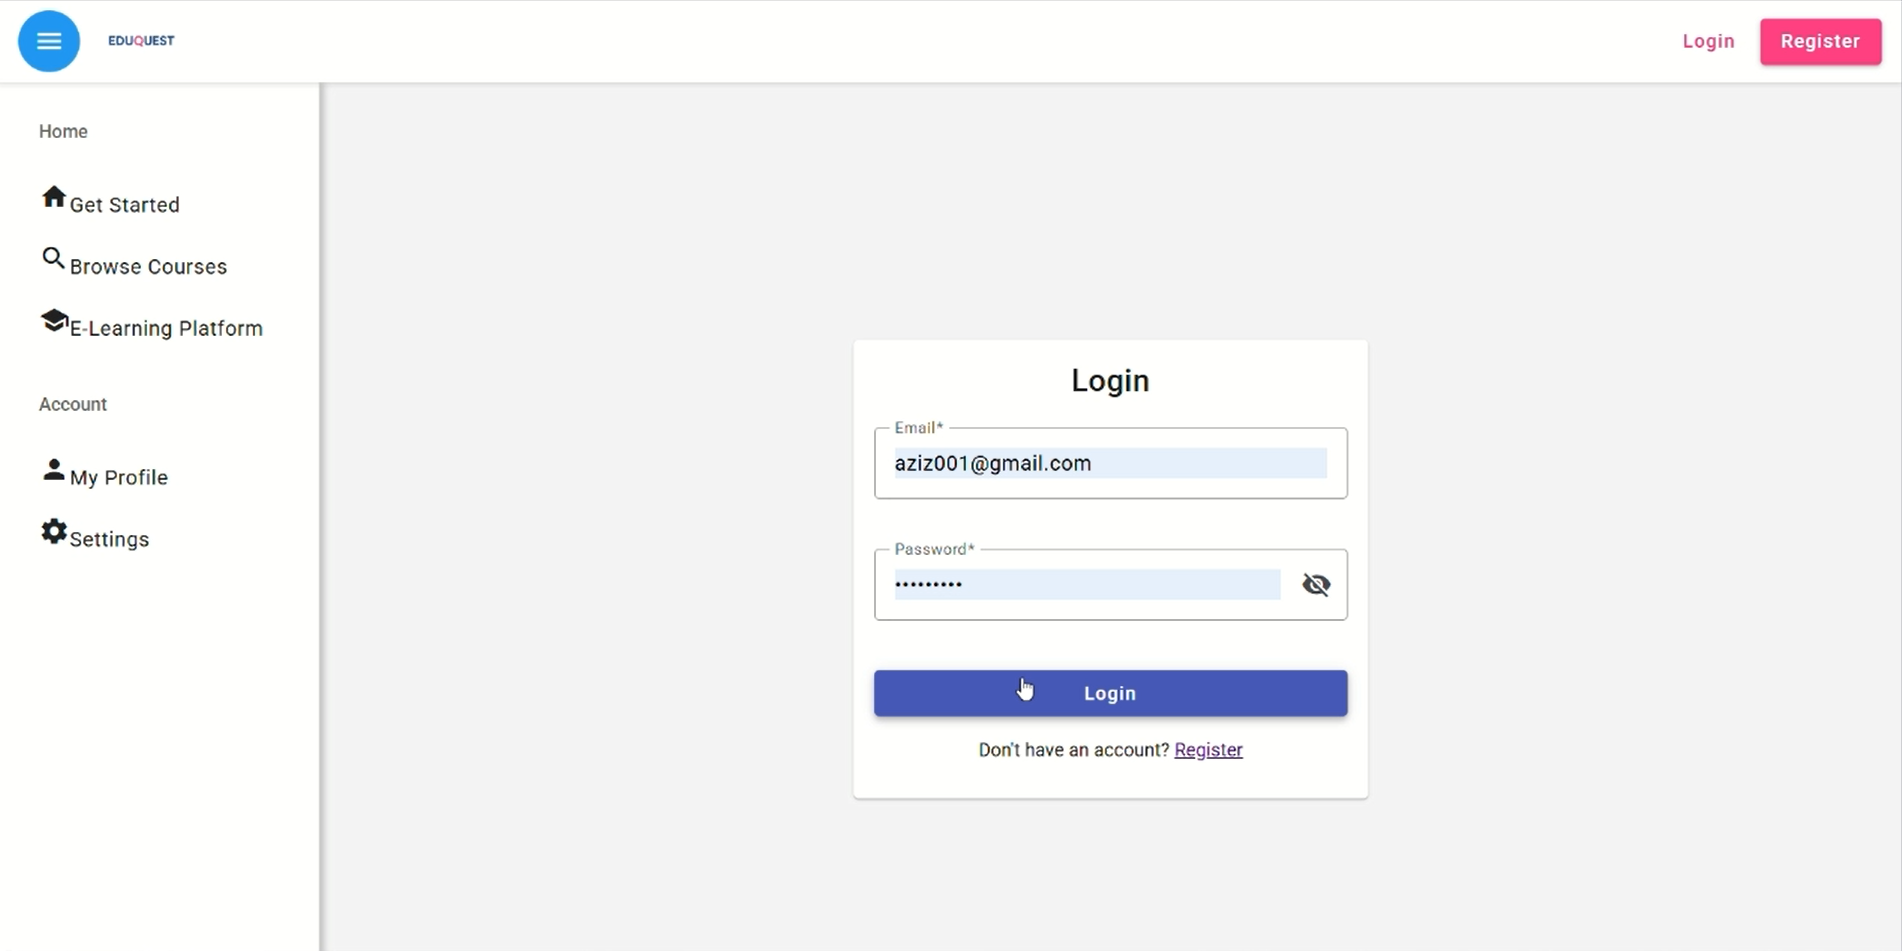 EDUQUEST
Login
Register
Home
Get Started
Browse Courses
E-Learning Platform
Account
My Profile
Settings
Login
Email*
aziz001@gmail.com
Password*
•••••••••
Login
Don't have an account? Register